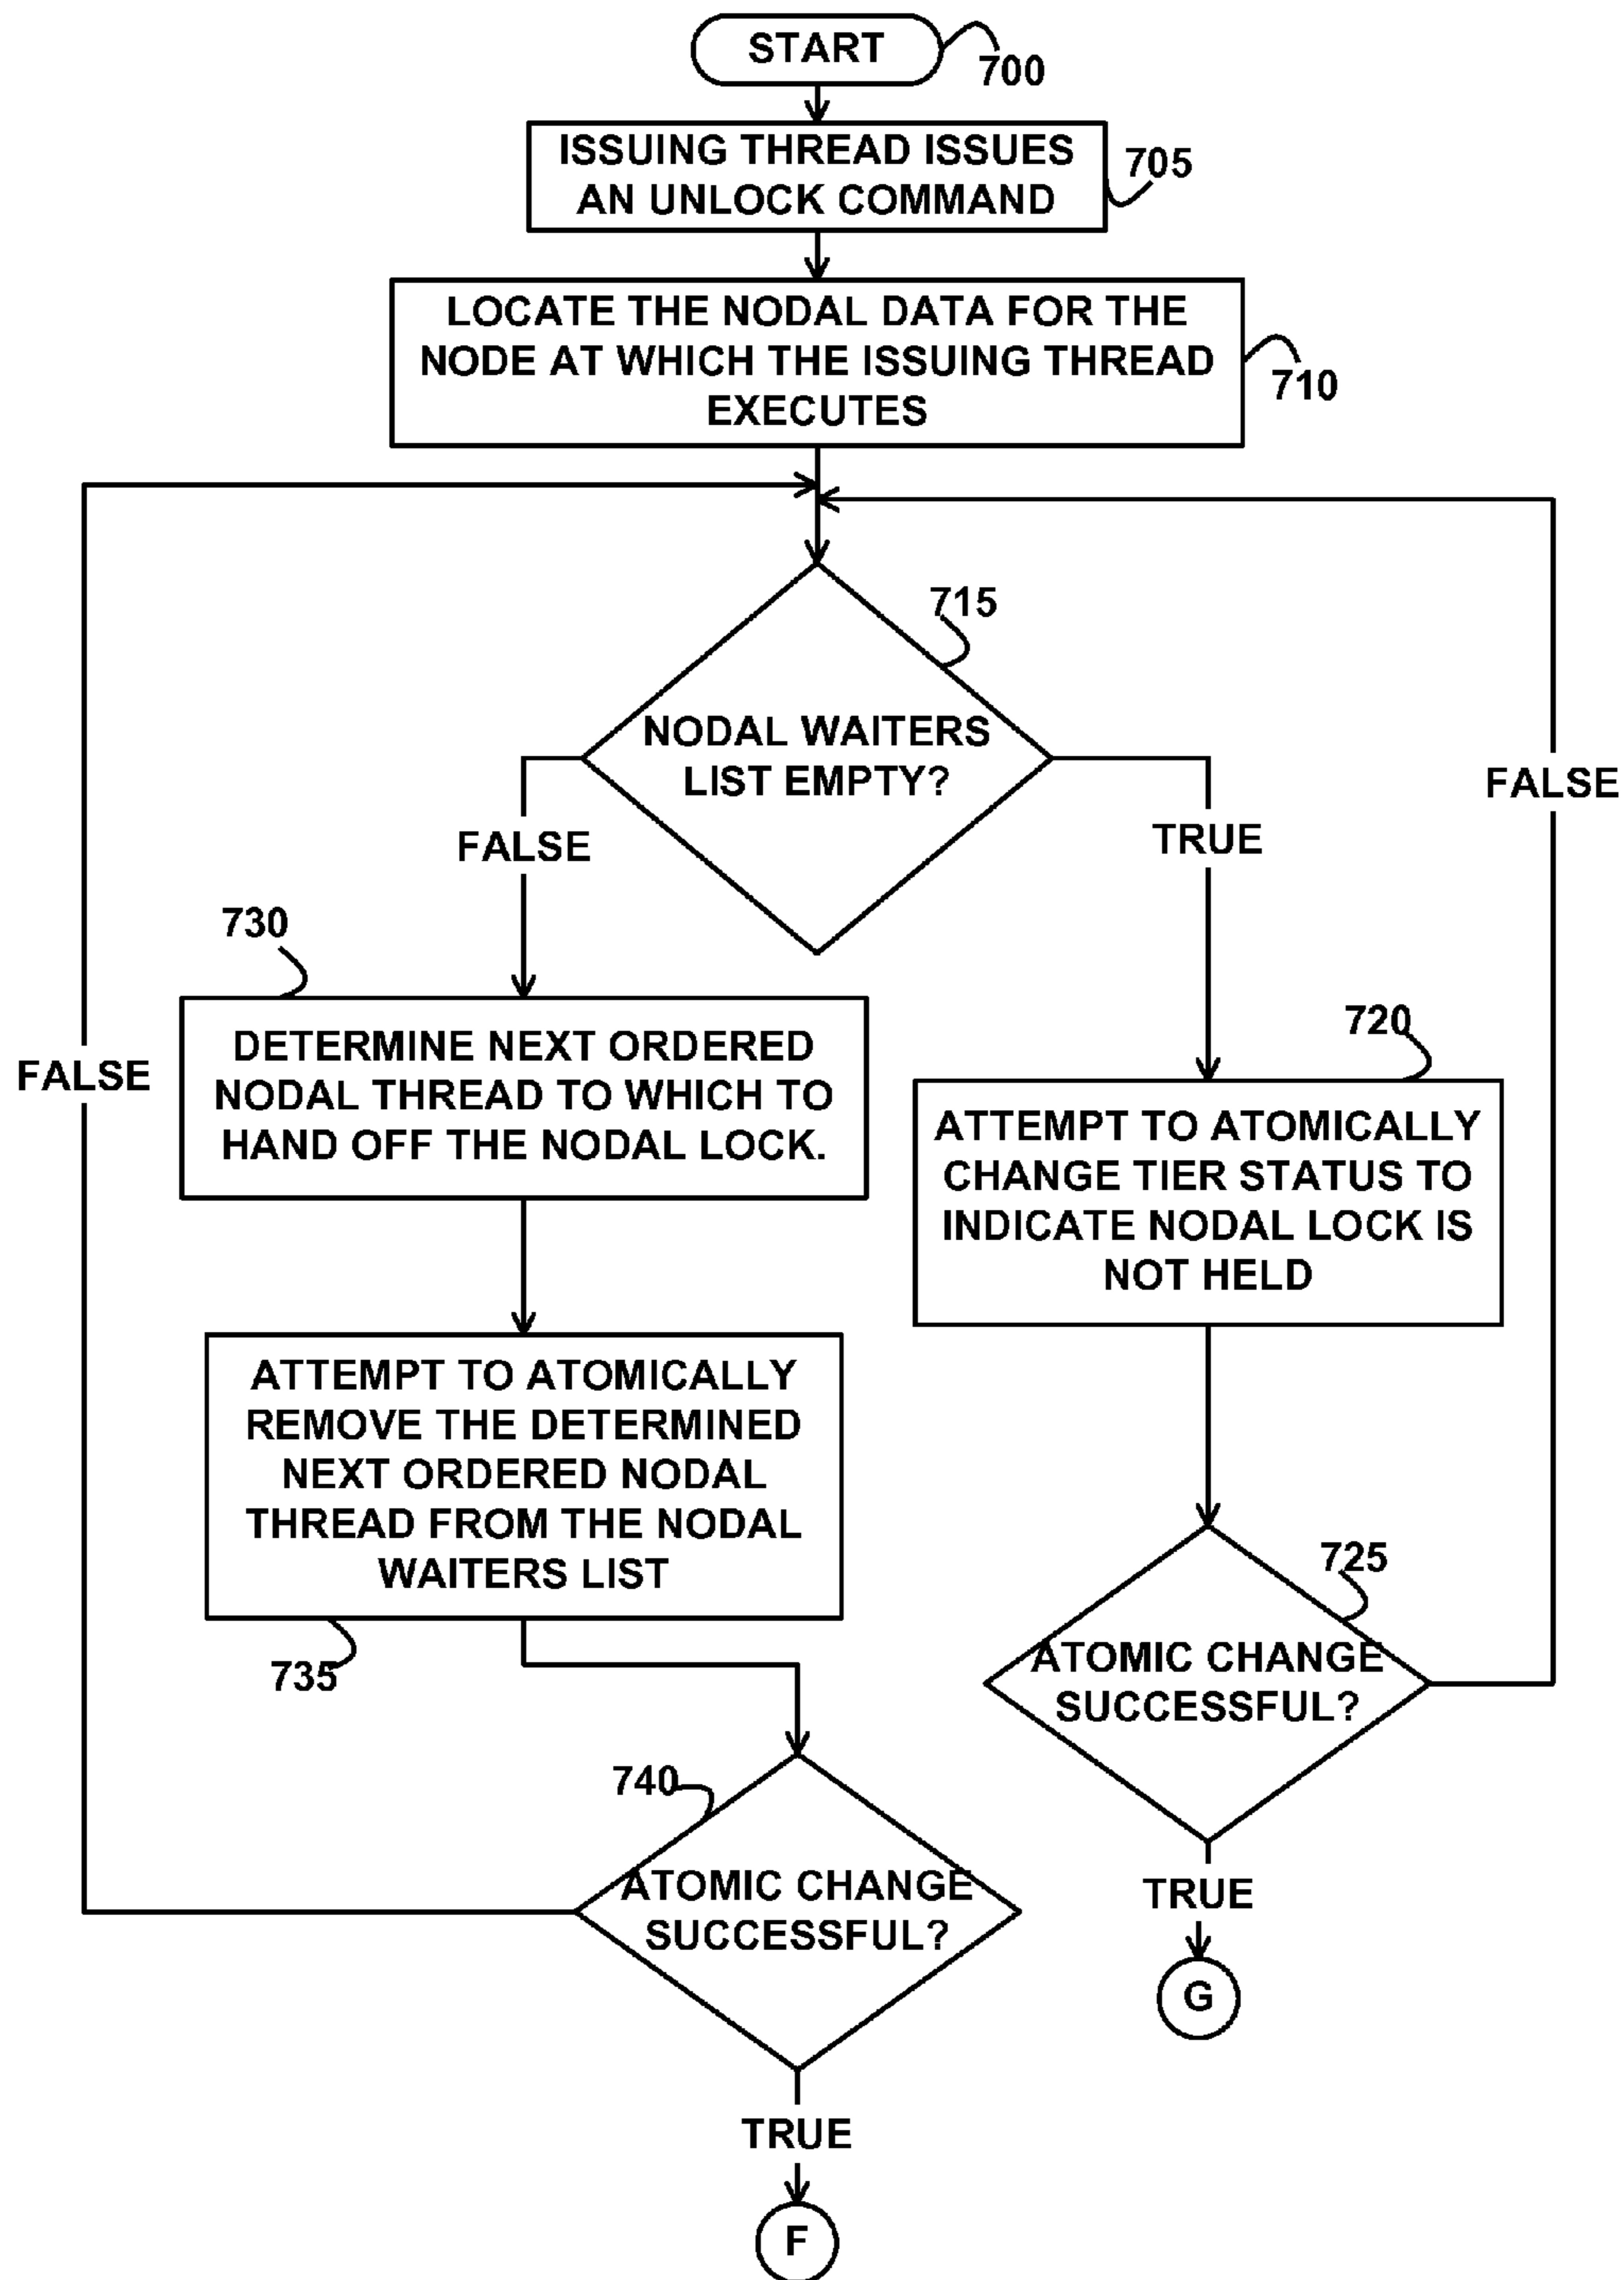 START
700
ISSUING THREAD ISSUES
AN UNLOCK COMMAND
705
LOCATE THE NODAL DATA FOR THE
NODE AT WHICH THE ISSUING THREAD
EXECUTES
710
715
NODAL WAITERS
LIST EMPTY?
FALSE
FALSE
TRUE
730
DETERMINE NEXT ORDERED
NODAL THREAD TO WHICH TO
HAND OFF THE NODAL LOCK.
FALSE
720
ATTEMPT TO ATOMICALLY
CHANGE TIER STATUS TO
INDICATE NODAL LOCK IS
NOT HELD
ATTEMPT TO ATOMICALLY
REMOVE THE DETERMINED
NEXT ORDERED NODAL
THREAD FROM THE NODAL
WAITERS LIST
735
725
ATOMIC CHANGE
SUCCESSFUL?
740
ATOMIC CHANGE
SUCCESSFUL?
TRUE
G
TRUE
F